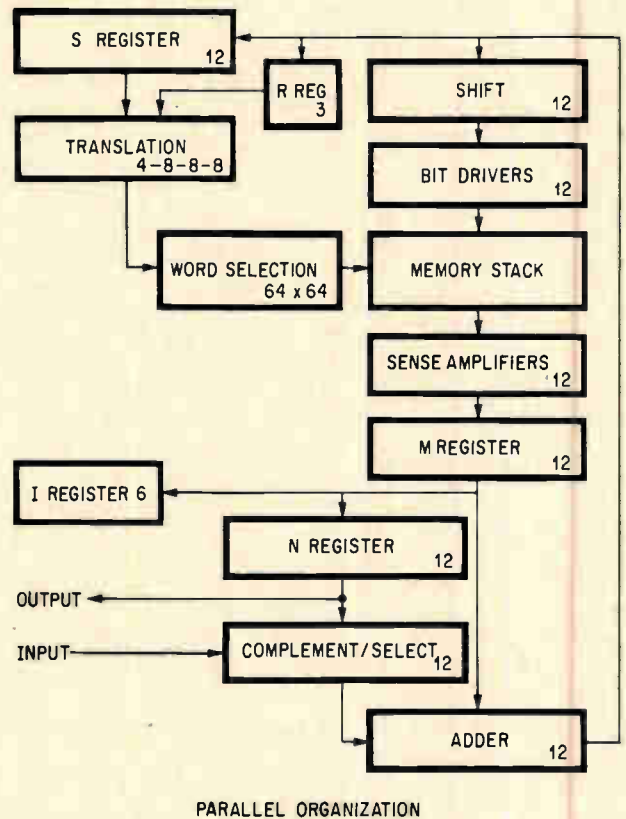 S REGISTER
12
R REG
3
SHIFT
12
TRANSLATION
4-8-8-8
BIT DRIVERS
12
WORD SELECTION
64 x 64
MEMORY STACK
SENSE AMPLIFIERS
12
M REGISTER
12
I REGISTER 6
N REGISTER
12
OUTPUT
INPUT
COMPLEMENT/SELECT
12
ADDER
12
PARALLEL ORGANIZATION